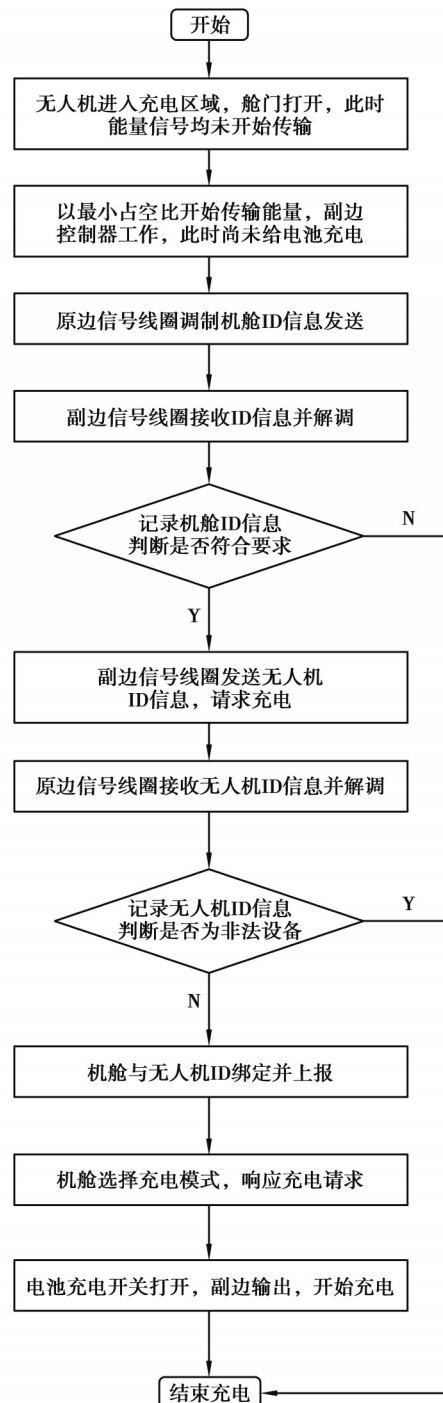 开始
无人机进入充电区域，舱门打开，此时
能量信号均未开始传输
以最小占空比开始传输能量，副边
控制器工作，此时尚未给电池充电
原边信号线圈调制机舱ID信息发送
副边信号线圈接收ID信息并解调
记录机舱ID信息
判断是否符合要求
N
Y
副边信号线圈发送无人机
ID信息，请求充电
原边信号线圈接收无人机ID信息并解调
记录无人机ID信息
判断是否为非法设备
Y
N
机舱与无人机ID绑定并上报
机舱选择充电模式，响应充电请求
电池充电开关打开，副边输出，开始充电
结束充电